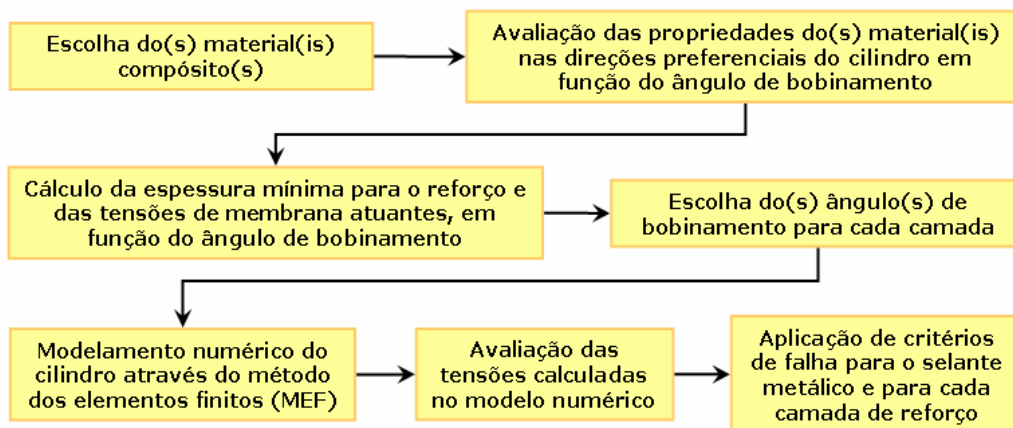 Escolha do(s) material(is)
compósito(s)
Avaliação das propriedades do(s) material(is)
nas direções preferenciais do cilindro em
função do ângulo de bobinamento
Cálculo da espessura mínima para o reforço e
das tensões de membrana atuantes, em
função do ângulo de bobinamento
Escolha do(s) ângulo(s) de
bobinamento para cada camada
Modelamento numérico do
cilindro através do método
dos elementos finitos (MEF)
Avaliação das
tensões calculadas
no modelo numérico
Aplicação de critérios
de falha para o selante
metálico e para cada
camada de reforço